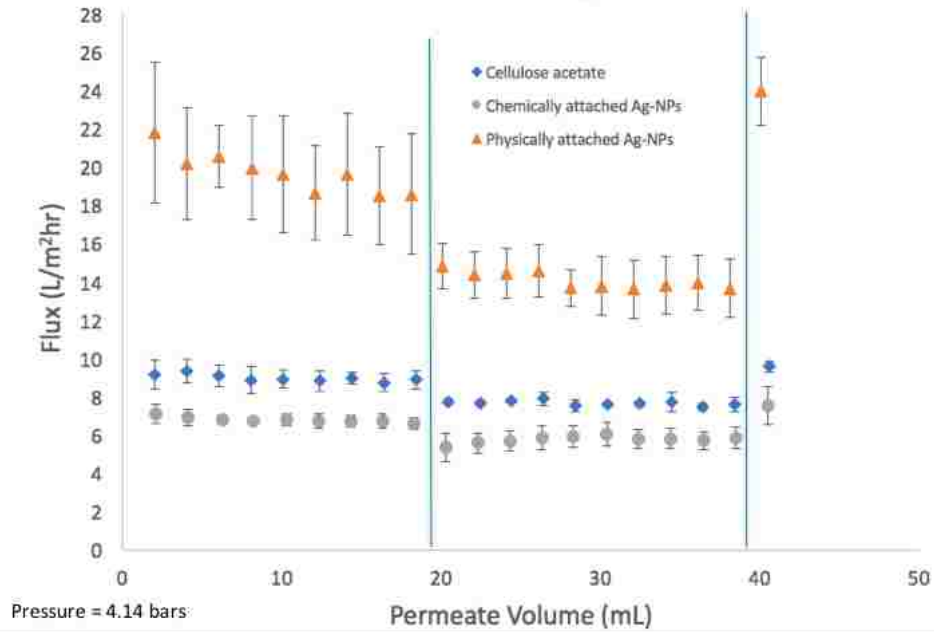 28
26
24
22
20
18
16
14
12
10
8
6
4
2
0
Flux (L/m²hr)
Cellulose acetate
Chemically attached Ag-NPs
Physically attached Ag-NPs
0 10 20 30 40 50
Pressure = 4.14 bars
Permeate Volume (mL)